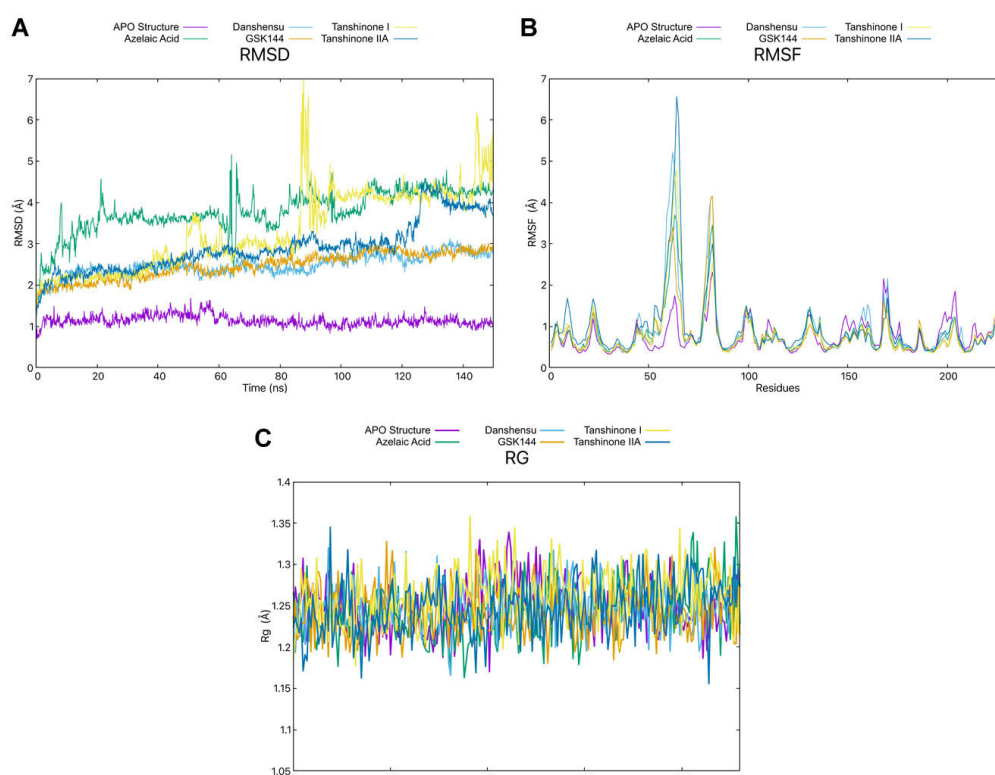 A
APO Structure Danshensu Tanshinone I
Azelaic Acid GSK144 Tanshinone IIA
RMSD
7
6
5
4
3
2
1
0
RMSD (Å)
0 20 40 60 80 100 120 140
Time (ns)
B
APO Structure Danshensu Tanshinone I
Azelaic Acid GSK144 Tanshinone IIA
RMSF
7
6
5
4
3
2
1
0
RMSF (Å)
0 50 100 150 200
Residues
C
APO Structure Danshensu Tanshinone I
Azelaic Acid GSK144 Tanshinone IIA
RG
1.4
1.35
1.3
1.25
1.2
1.15
1.1
1.05
Rg (Å)